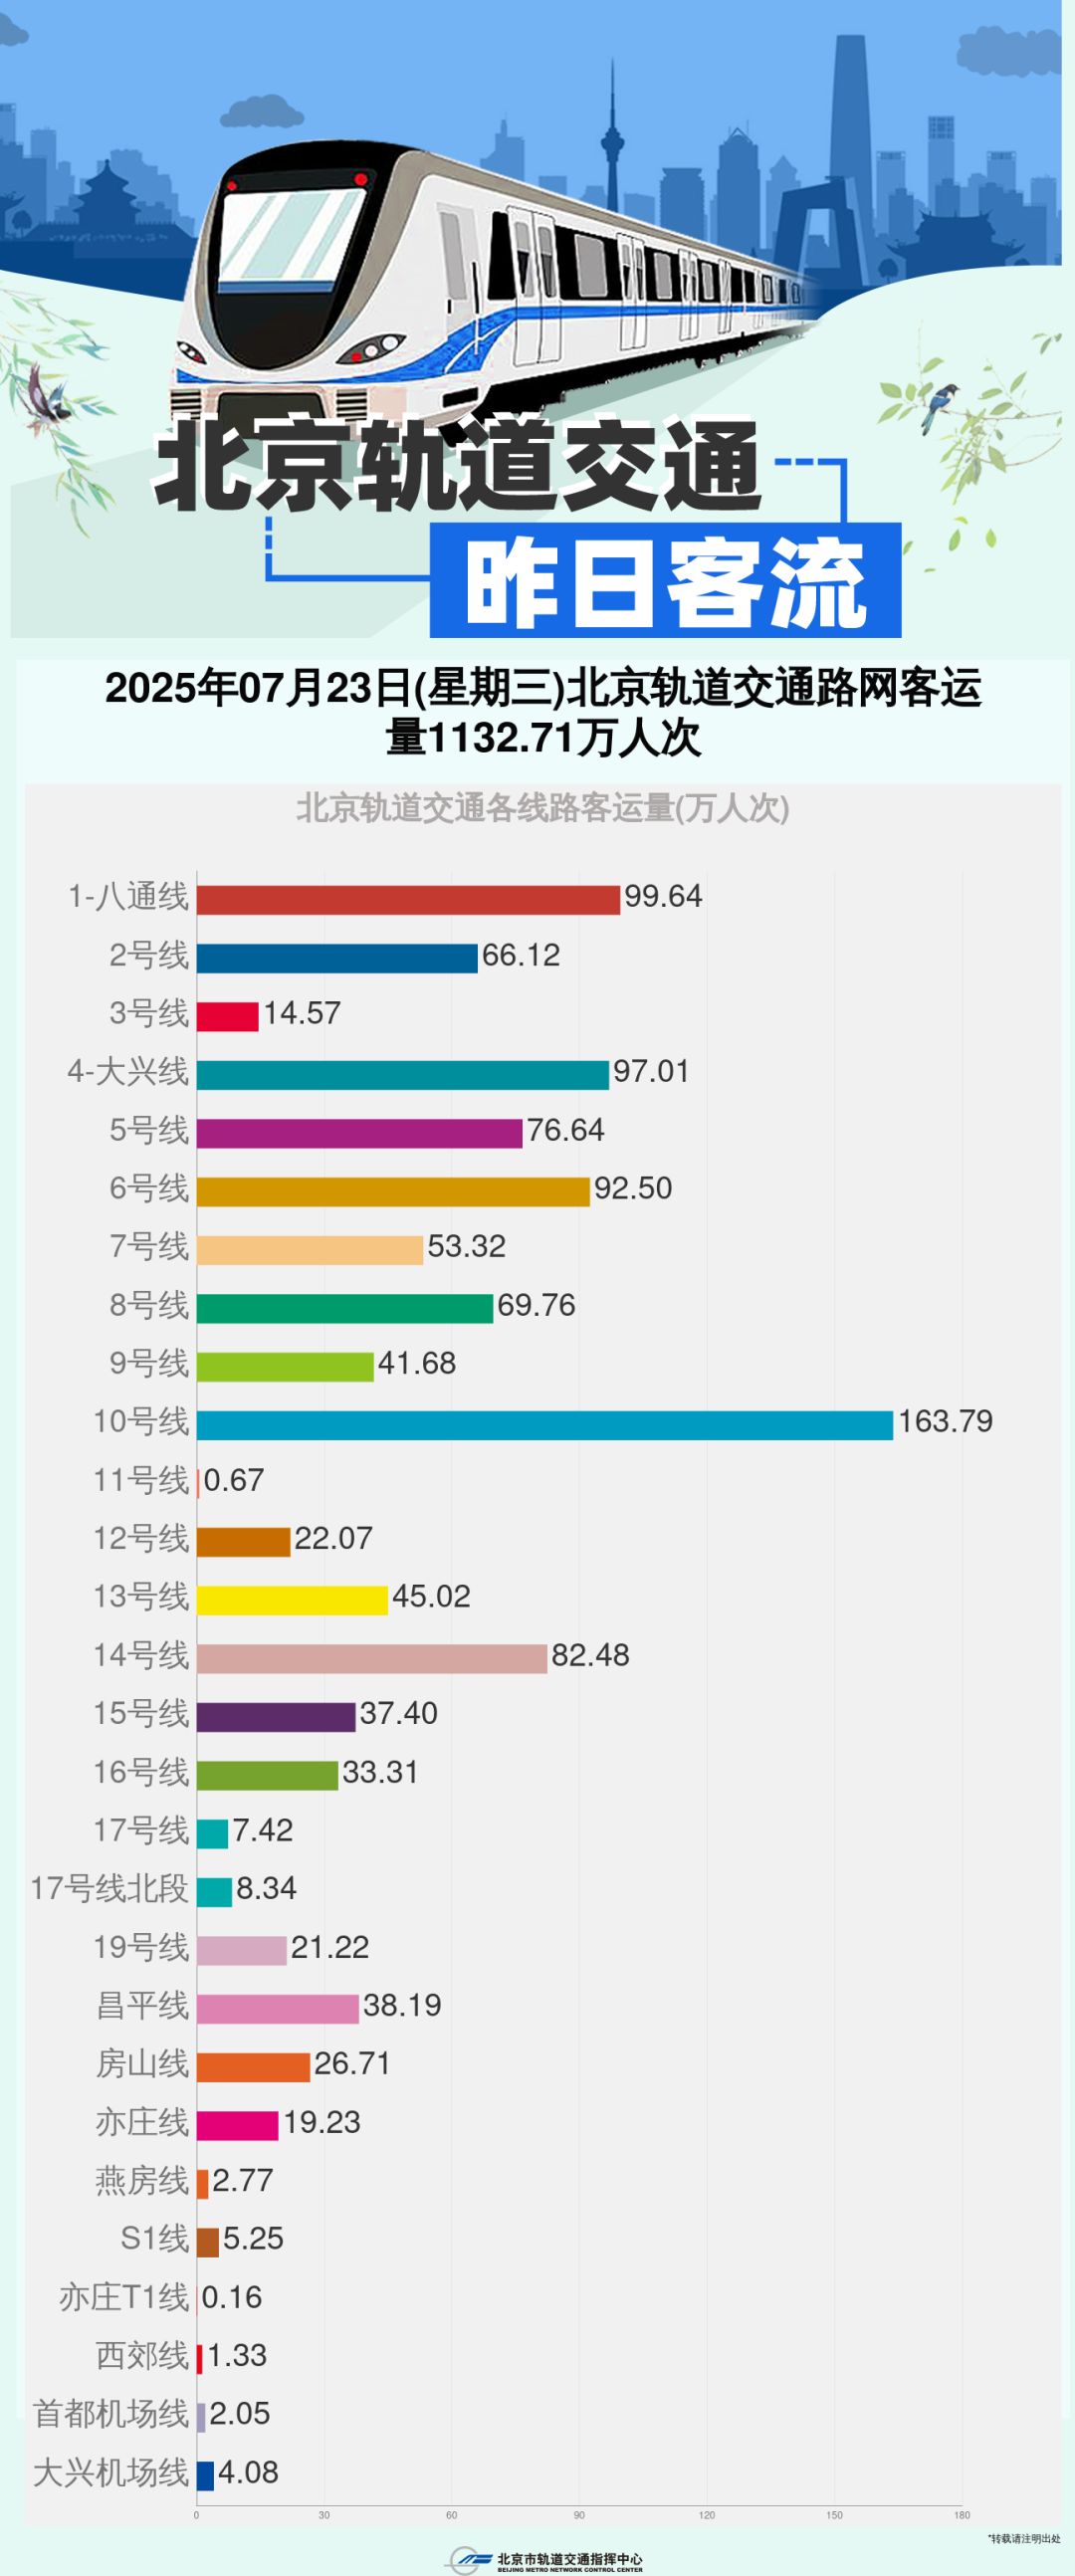 北京轨道交通
昨日客流
2025年07月23日(星期三)北京轨道交通路网客运
量1132.71万人次
北京轨道交通各线路客运量(万人次)
1-八通线 99.64
2号线 66.12
3号线 14.57
4-大兴线 97.01
5号线 76.64
6号线 92.50
7号线 53.32
8号线 69.76
9号线 41.68
10号线 163.79
11号线 0.67
12号线 22.07
13号线 45.02
14号线 82.48
15号线 37.40
16号线 33.31
17号线 7.42
17号线北段 8.34
19号线 21.22
昌平线 38.19
房山线 26.71
亦庄线 19.23
燕房线 2.77
S1线 5.25
亦庄T1线 0.16
西郊线 1.33
首都机场线 2.05
大兴机场线 4.08
0 30 60 90 120 150 180
*转载请注明出处
北京市轨道交通指挥中心
BEIJING METRO NETWORK CONTROL CENTER